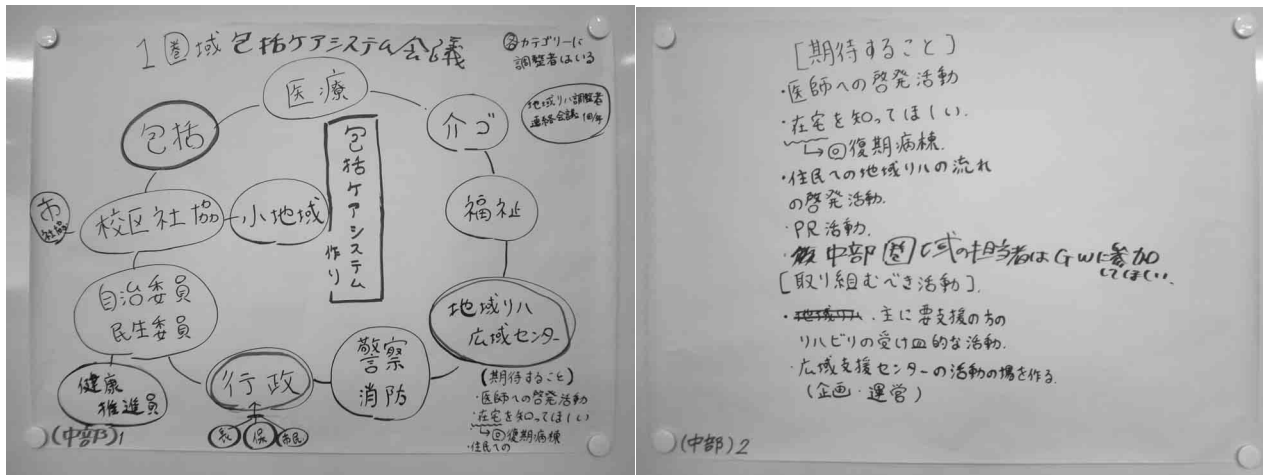 1圏域包括ケアシステム会議
各カテゴリーに
調整者はいる
医療
包括
介ゴ
地域リハ調整者
連絡会議 1回/年
包括ケアシステム作り
市
社協
校区社協
小地域
福祉
自治委員
民生委員
地域リハ
広域センター
警察
消防
行政
健康
推進員
保
市民
(期待すること)
・医師への啓発活動
・在宅を知ってほしい
↳回復期病棟
・住民への
(中部)1
[期待すること]
・医師への啓発活動
・在宅を知ってほしい.
↳回復期病棟.
・住民への地域リハの流れ
の啓発活動.
・PR活動.
中部圏域の担当者はGWに参加
してほしい.
[取り組むべき活動].
・地域リハ.主に要支援の方の
リハビリの受け皿的な活動.
・広域支援センターの活動の場を作る.
(企画・運営)
(中部)2